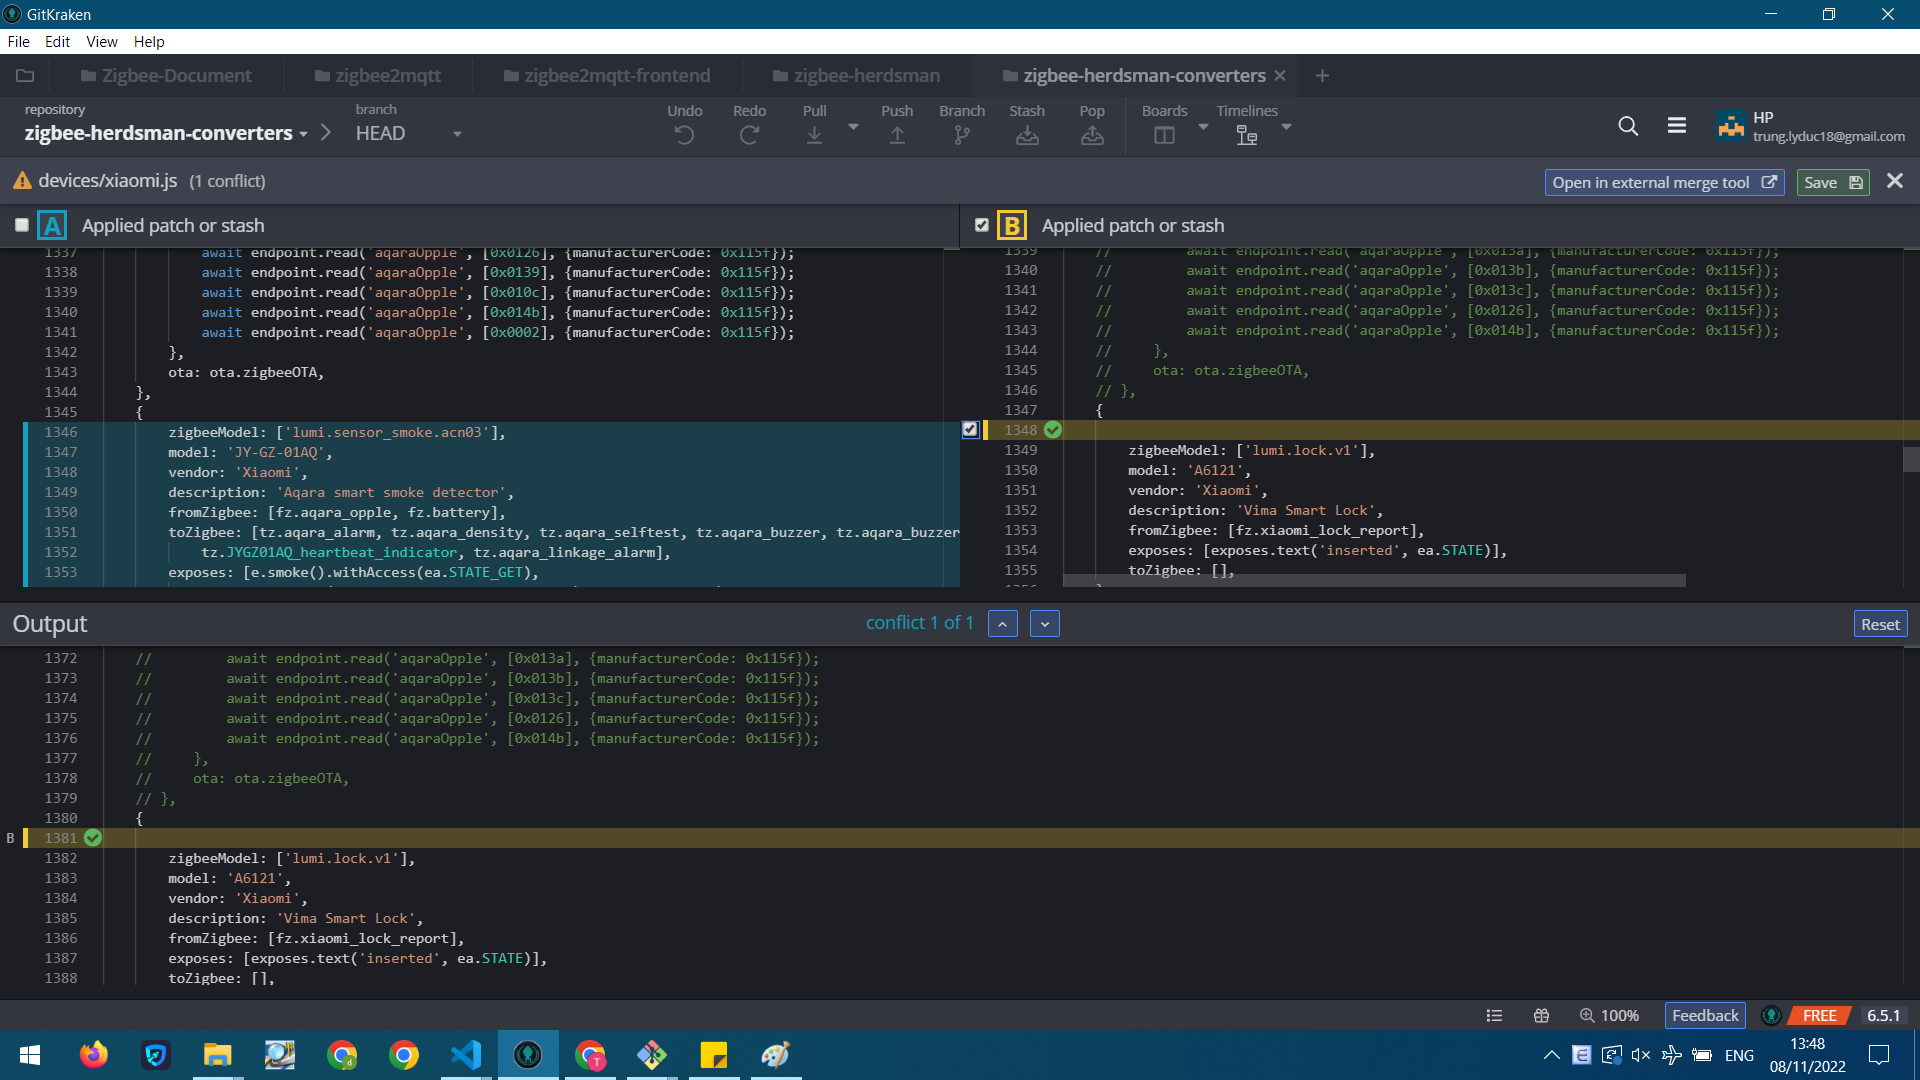 GitKraken
File Edit View Help
Zigbee-Document zigbee2mqtt zigbee2mqtt-frontend zigbee-herdsman zigbee-herdsman-converters
repository branch Undo Redo Pull Push Branch Stash Pop Boards Timelines
zigbee-herdsman-converters HEAD
HP
trung.lyduc18@gmail.com
devices/xiaomi.js (1 conflict) Open in external merge tool Save
A Applied patch or stash
1337 await endpoint.read('aqaraOpple', [0x0126], {manufacturerCode: 0x115f});
1338 await endpoint.read('aqaraOpple', [0x0139], {manufacturerCode: 0x115f});
1339 await endpoint.read('aqaraOpple', [0x010c], {manufacturerCode: 0x115f});
1340 await endpoint.read('aqaraOpple', [0x014b], {manufacturerCode: 0x115f});
1341 await endpoint.read('aqaraOpple', [0x0002], {manufacturerCode: 0x115f});
1342 },
1343 ota: ota.zigbeeOTA,
1344 },
1345 {
1346 zigbeeModel: ['lumi.sensor_smoke.acn03'],
1347 model: 'JY-GZ-01AQ',
1348 vendor: 'Xiaomi',
1349 description: 'Aqara smart smoke detector',
1350 fromZigbee: [fz.aqara_opple, fz.battery],
1351 toZigbee: [tz.aqara_alarm, tz.aqara_density, tz.aqara_selftest, tz.aqara_buzzer, tz.aqara_buzzer
1352 tz.JYGZ01AQ_heartbeat_indicator, tz.aqara_linkage_alarm],
1353 exposes: [e.smoke().withAccess(ea.STATE_GET),
B Applied patch or stash
1339 // await endpoint.read('aqaraOpple', [0x013a], {manufacturerCode: 0x115f});
1340 // await endpoint.read('aqaraOpple', [0x013b], {manufacturerCode: 0x115f});
1341 // await endpoint.read('aqaraOpple', [0x013c], {manufacturerCode: 0x115f});
1342 // await endpoint.read('aqaraOpple', [0x0126], {manufacturerCode: 0x115f});
1343 // await endpoint.read('aqaraOpple', [0x014b], {manufacturerCode: 0x115f});
1344 // },
1345 // ota: ota.zigbeeOTA,
1346 // },
1347 {
1348
1349 zigbeeModel: ['lumi.lock.v1'],
1350 model: 'A6121',
1351 vendor: 'Xiaomi',
1352 description: 'Vima Smart Lock',
1353 fromZigbee: [fz.xiaomi_lock_report],
1354 exposes: [exposes.text('inserted', ea.STATE)],
1355 toZigbee: [],
Output conflict 1 of 1 Reset
1372 // await endpoint.read('aqaraOpple', [0x013a], {manufacturerCode: 0x115f});
1373 // await endpoint.read('aqaraOpple', [0x013b], {manufacturerCode: 0x115f});
1374 // await endpoint.read('aqaraOpple', [0x013c], {manufacturerCode: 0x115f});
1375 // await endpoint.read('aqaraOpple', [0x0126], {manufacturerCode: 0x115f});
1376 // await endpoint.read('aqaraOpple', [0x014b], {manufacturerCode: 0x115f});
1377 // },
1378 // ota: ota.zigbeeOTA,
1379 // },
1380 {
B 1381
1382 zigbeeModel: ['lumi.lock.v1'],
1383 model: 'A6121',
1384 vendor: 'Xiaomi',
1385 description: 'Vima Smart Lock',
1386 fromZigbee: [fz.xiaomi_lock_report],
1387 exposes: [exposes.text('inserted', ea.STATE)],
1388 toZigbee: [],
100% Feedback FREE 6.5.1
ENG
13:48
08/11/2022